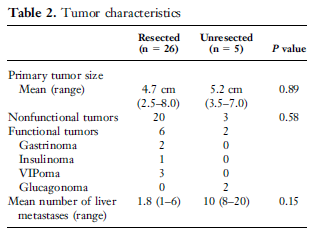 Table 2. Tumor characteristics
Resected Unresected
(n = 26) (n = 5) P value
Primary tumor size
Mean (range) 4.7 cm 5.2 cm 0.89
(2.5–8.0) (3.5–7.0)
Nonfunctional tumors 20 3 0.58
Functional tumors 6 2
Gastrinoma 2 0
Insulinoma 1 0
VIPoma 3 0
Glucagonoma 0 2
Mean number of liver 1.8 (1–6) 10 (8–20) 0.15
metastases (range)